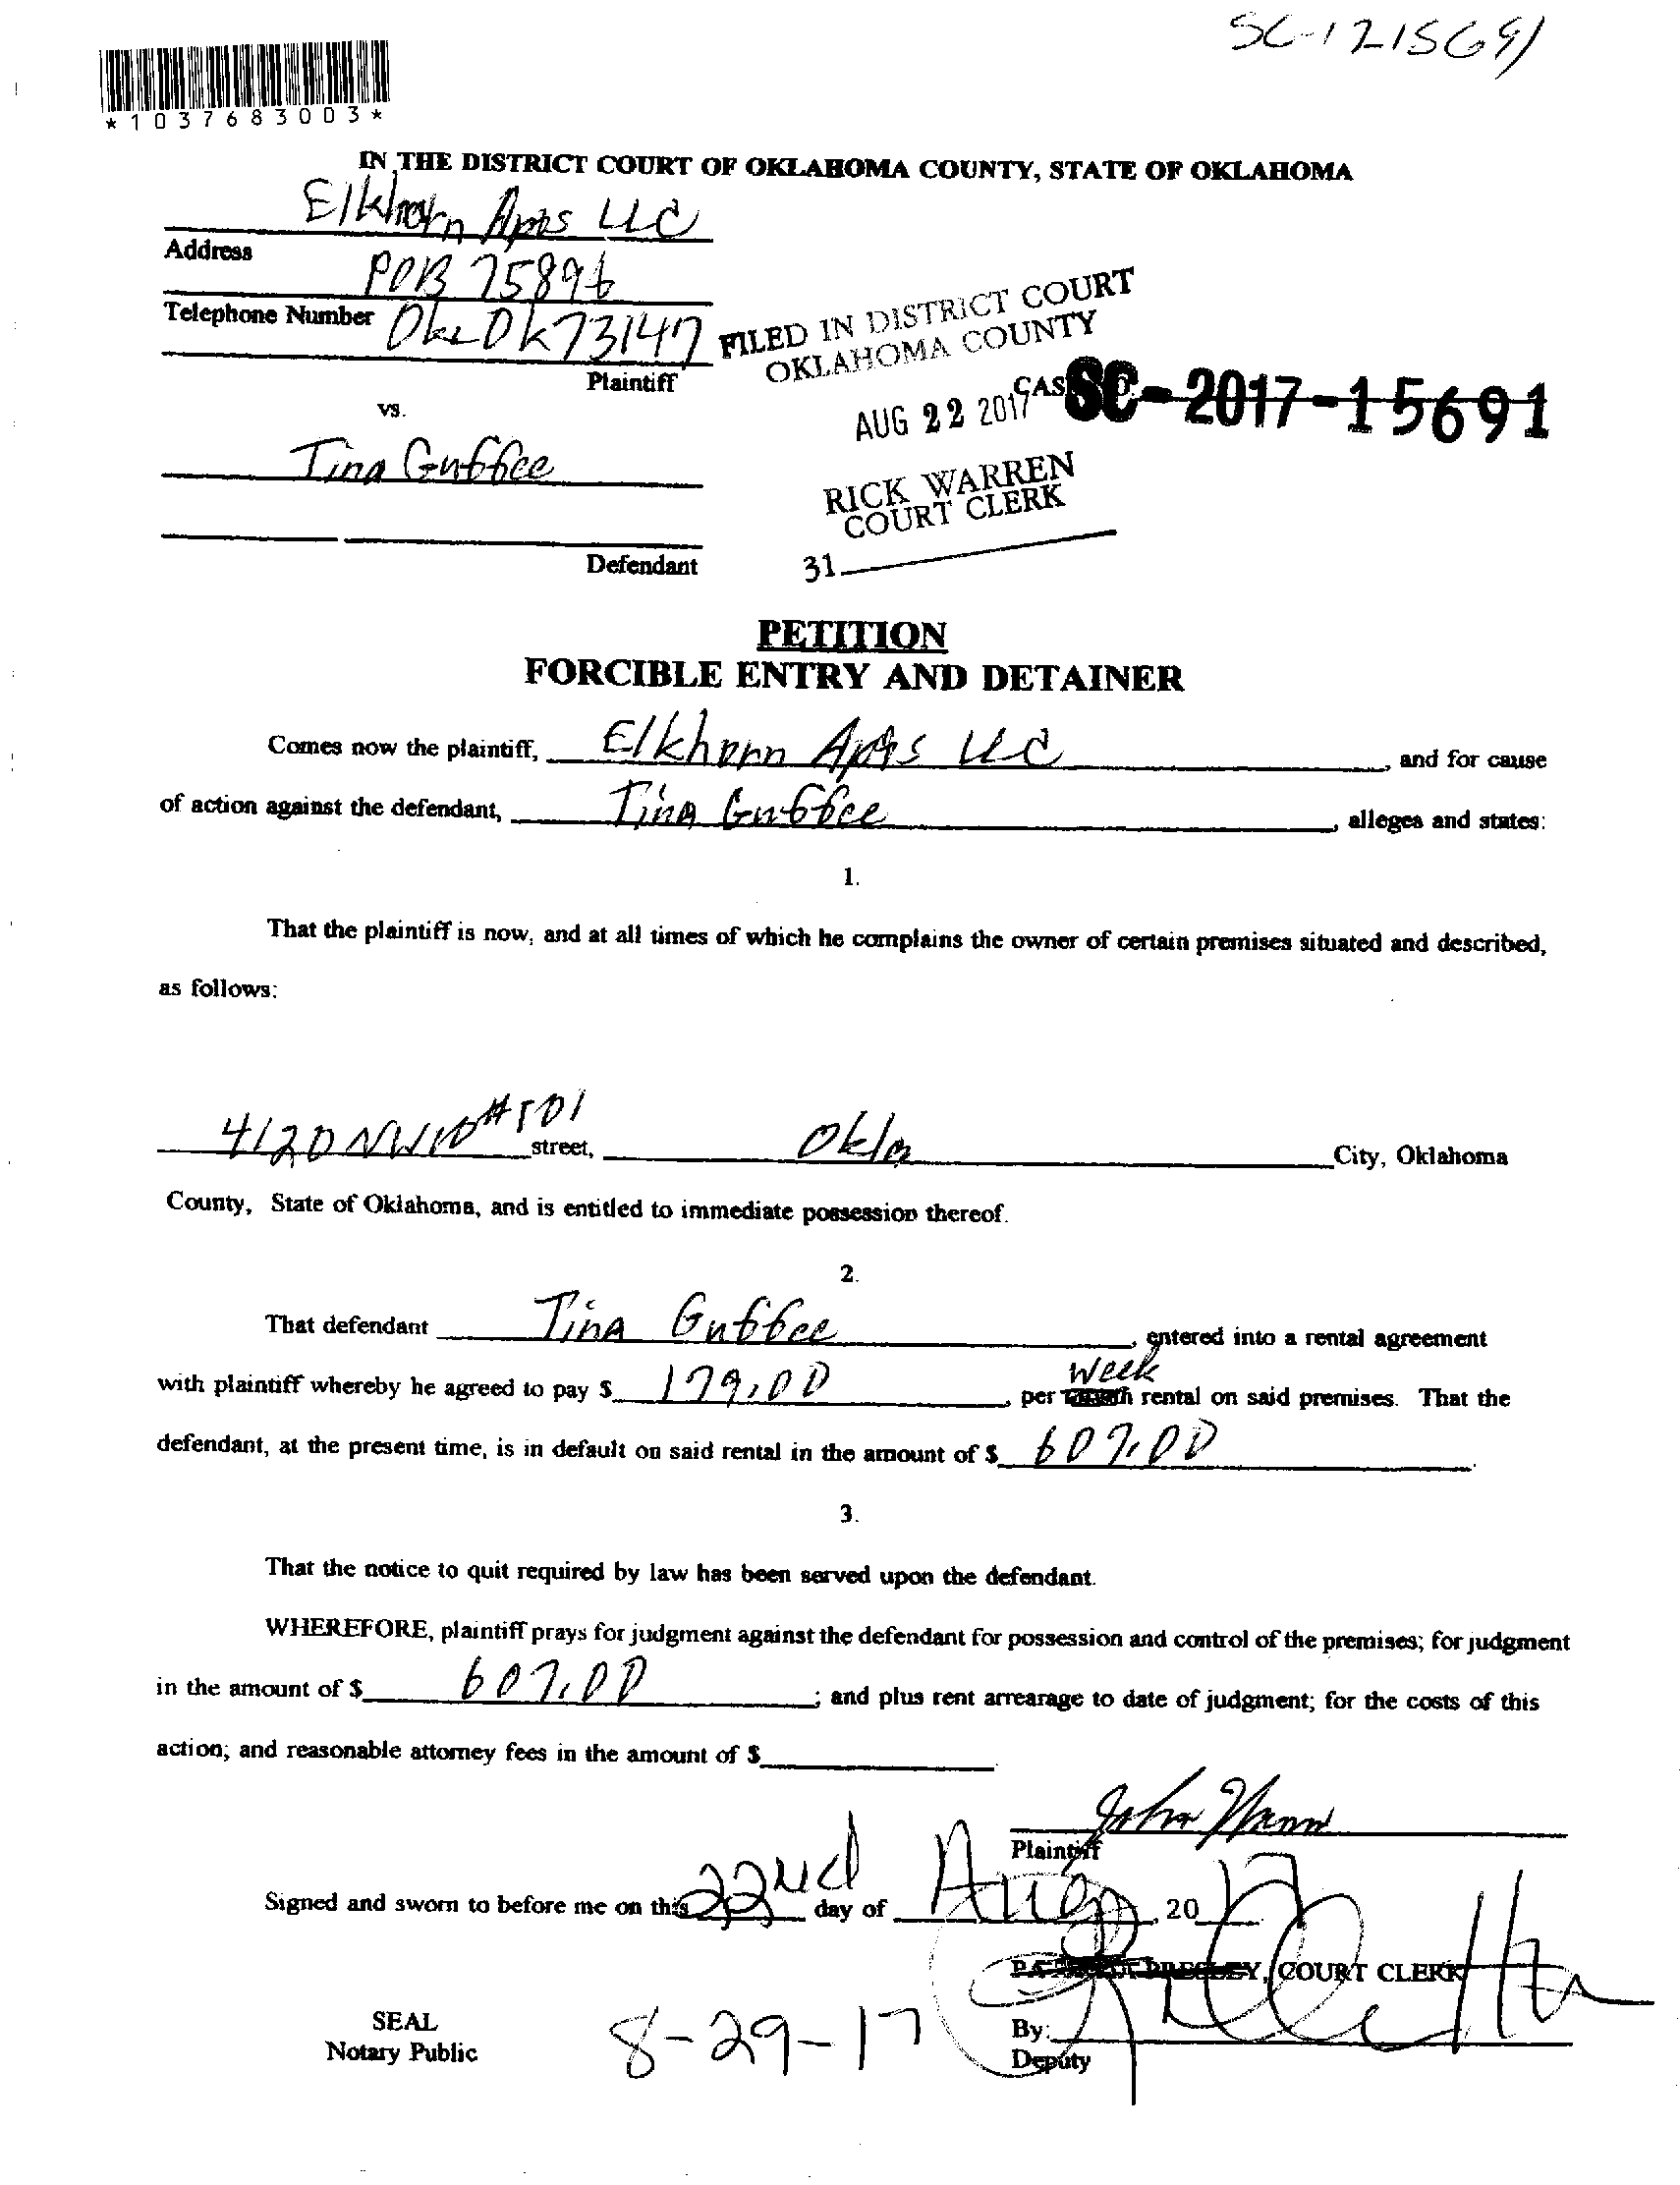 SC-1215691
*1037683003*
IN THE DISTRICT COURT OF OKLAHOMA COUNTY, STATE OF OKLAHOMA
Elkhorn Apts LLC
Address
POB 75896
Telephone Number OKC OK 73147
FILED IN DISTRICT COURT
OKLAHOMA COUNTY
Plaintiff
CAS SC-2017-15691
AUG 22 2017
vs.
Tina Guffee
RICK WARREN
COURT CLERK
Defendant
31
PETITION
FORCIBLE ENTRY AND DETAINER
Comes now the plaintiff, Elkhorn Apts LLC, and for cause
of action against the defendant, Tina Guffee, alleges and states:
1.
That the plaintiff is now, and at all times of which he complains the owner of certain premises situated and described,
as follows:
4120 NW10 #101 street, Okla City, Oklahoma
County, State of Oklahoma, and is entitled to immediate possession thereof.
2.
That defendant Tina Guffee, entered into a rental agreement
with plaintiff whereby he agreed to pay $ 179.00, per week rental on said premises. That the
defendant, at the present time, is in default on said rental in the amount of $ 607.00.
3.
That the notice to quit required by law has been served upon the defendant.
WHEREFORE, plaintiff prays for judgment against the defendant for possession and control of the premises; for judgment
in the amount of $ 607.00; and plus rent arrearage to date of judgment; for the costs of this
action; and reasonable attorney fees in the amount of $
John
Plaintiff
Signed and sworn to before me on this 22nd day of Aug, 2017
COURT CLERK
SEAL
Notary Public
8-29-17
By:
Deputy